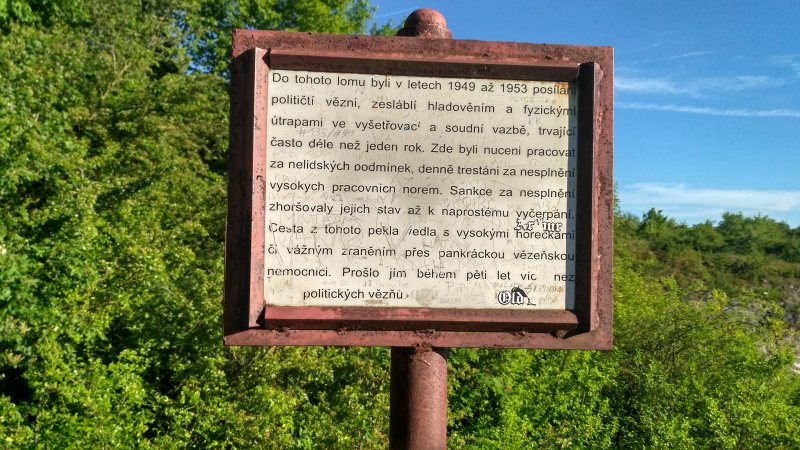 Do tohoto lomu byli v letech 1949 až 1953 posíláni
političtí vězni, zesláblí hladověním a fyzickými
útrapami ve vyšetřovací a soudní vazbě, trvající
často déle než jeden rok. Zde byli nuceni pracovat
za nelidských podmínek, denně trestáni za nesplnění
vysokých pracovních norem. Sankce za nesplnění
zhoršovaly jejich stav až k naprostému vyčerpání.
Cesta z tohoto pekla vedla s vysokými horečkami
či vážným zraněním přes pankráckou vězeňskou
nemocnici. Prošlo jím během pěti let víc než
politických vězňů
Old